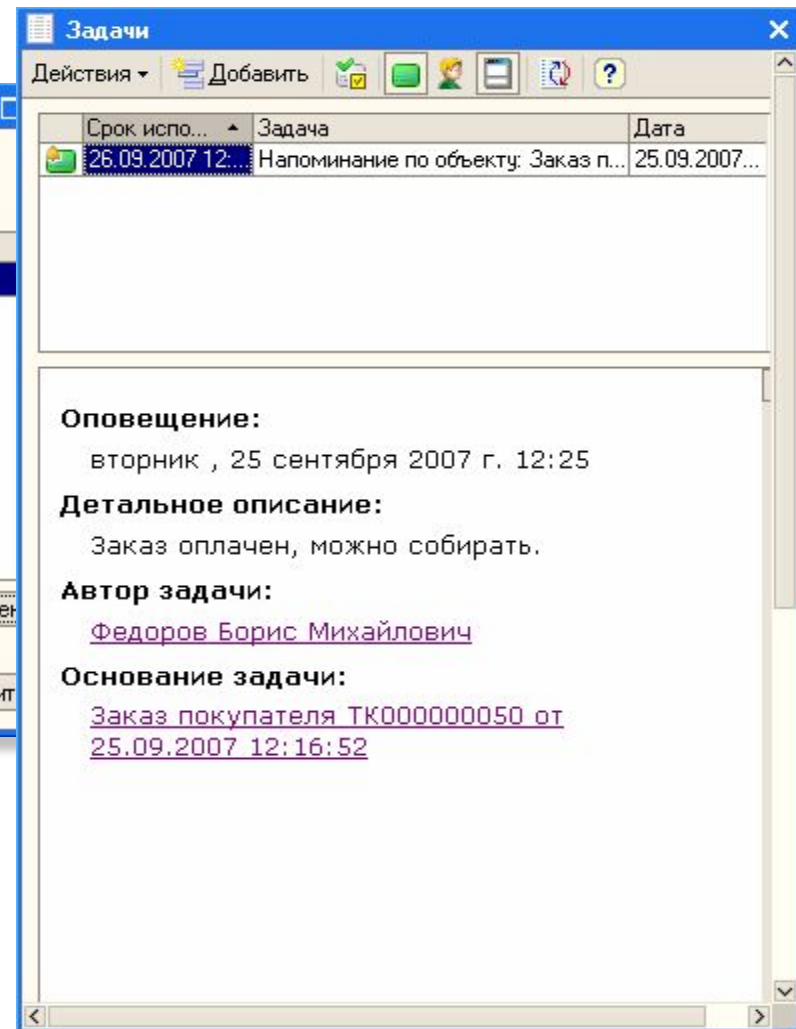 Задачи
Действия Добавить ?
Срок испо... Задача Дата
26.09.2007 12:... Напоминание по объекту: Заказ п... 25.09.2007...
Оповещение:
вторник , 25 сентября 2007 г. 12:25
Детальное описание:
Заказ оплачен, можно собирать.
Автор задачи:
Федоров Борис Михайлович
Основание задачи:
Заказ покупателя ТК000000050 от
25.09.2007 12:16:52